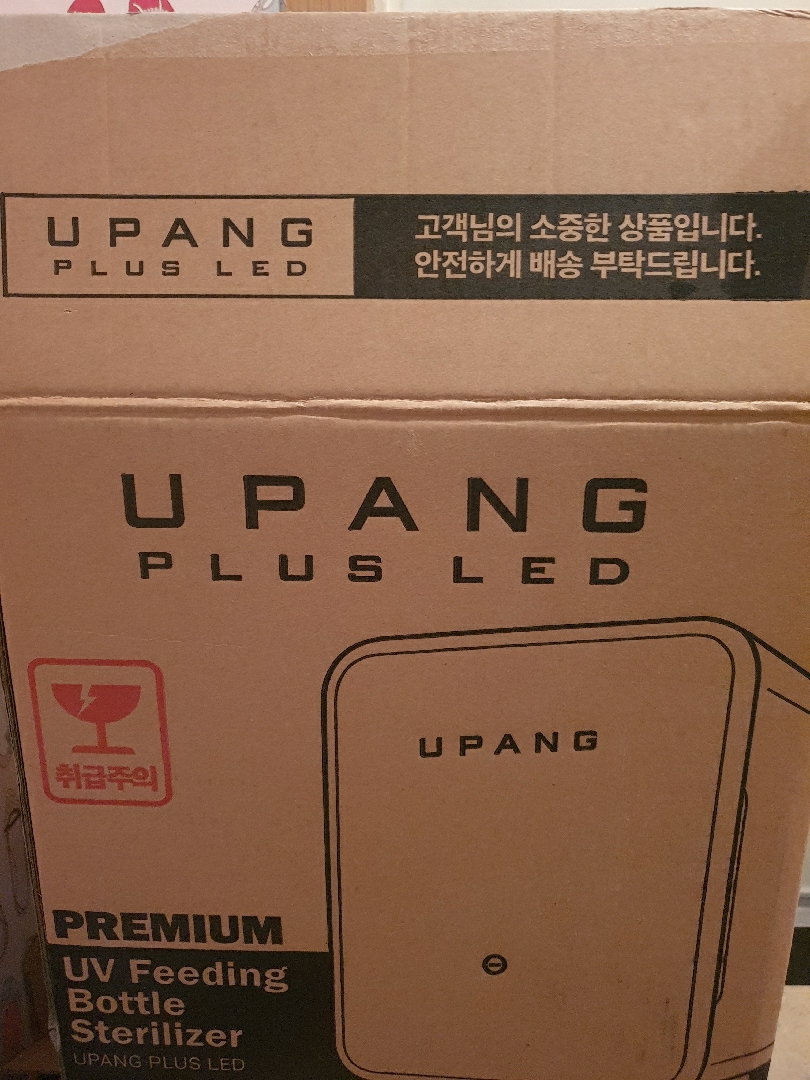 UPANG
PLUS LED
고객님의 소중한 상품입니다.
안전하게 배송 부탁드립니다.
UPANG
PLUS LED
UPANG
취급주의
PREMIUM
UV Feeding
Bottle
Sterilizer
UPANG PLUS LED